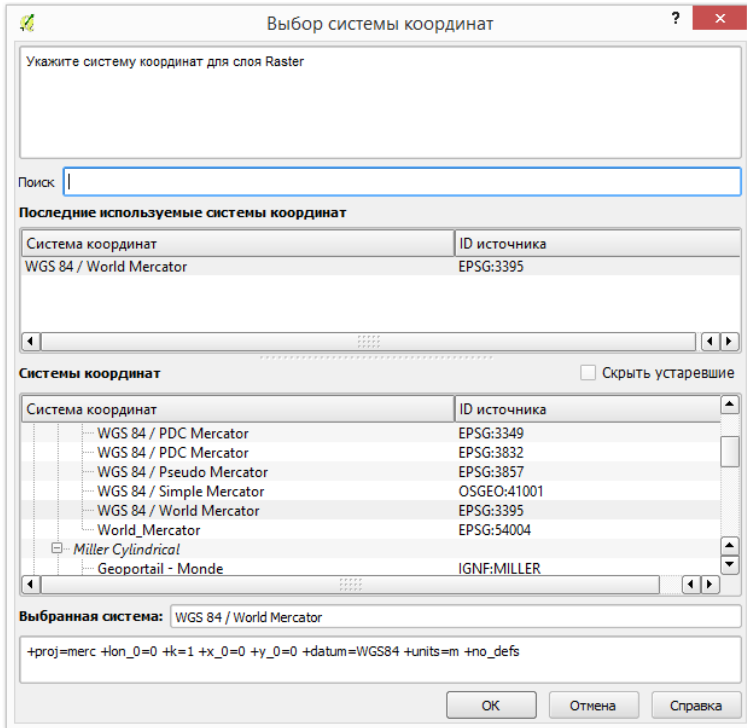 Выбор системы координат
? ×
Укажите систему координат для слоя Raster
Поиск
Последние используемые системы координат
Система координат ID источника
WGS 84 / World Mercator EPSG:3395
Системы координат Скрыть устаревшие
Система координат ID источника
WGS 84 / PDC Mercator EPSG:3349
WGS 84 / PDC Mercator EPSG:3832
WGS 84 / Pseudo Mercator EPSG:3857
WGS 84 / Simple Mercator OSGEO:41001
WGS 84 / World Mercator EPSG:3395
World_Mercator EPSG:54004
Miller Cylindrical
Geoportail - Monde IGNF:MILLER
Выбранная система: WGS 84 / World Mercator
+proj=merc +lon_0=0 +k=1 +x_0=0 +y_0=0 +datum=WGS84 +units=m +no_defs
OK Отмена Справка